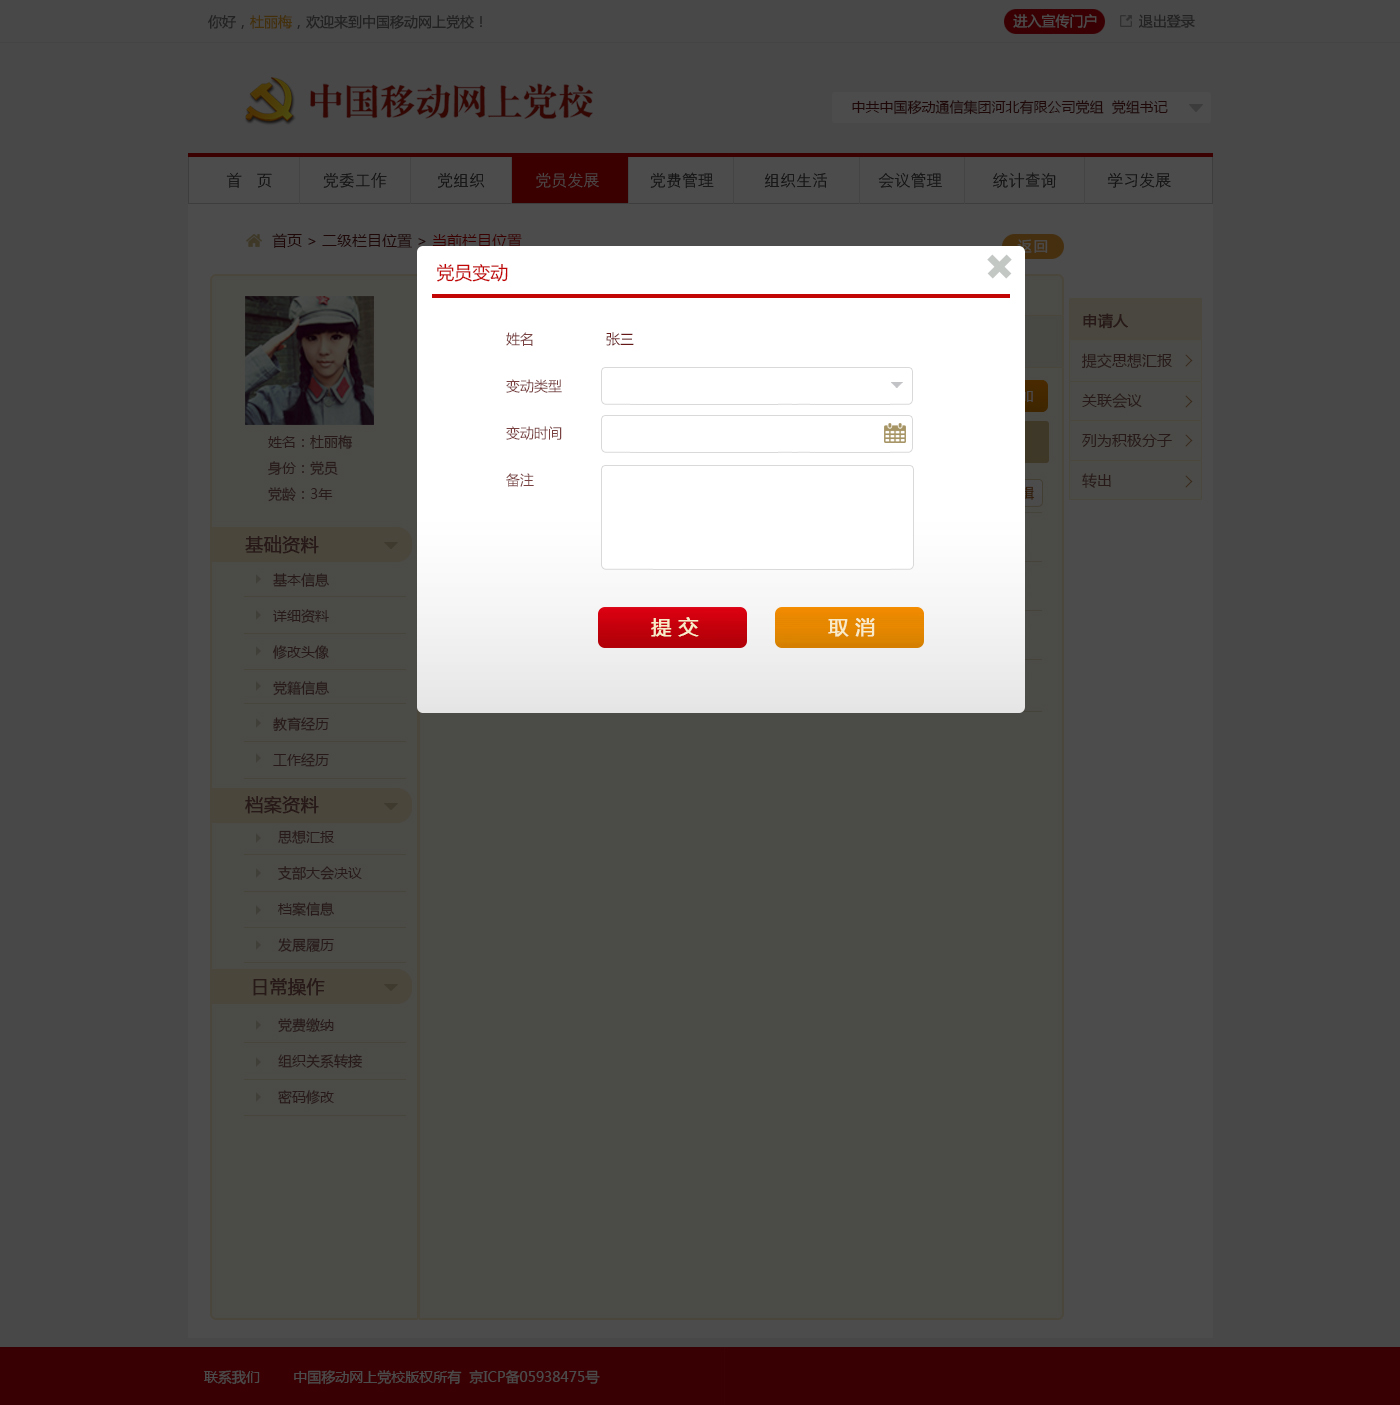 你好，杜丽梅，欢迎来到中国移动网上党校！
进入宣传门户 退出登录
中国移动网上党校
中共中国移动通信集团河北有限公司党组 党组书记
首 页 党委工作 党组织 党员发展 党费管理 组织生活 会议管理 统计查询 学习发展
首页 > 二级栏目位置 > 当前栏目位置
返回
党员变动
姓名 张三
变动类型
变动时间
备注
提 交 取 消
申请人
提交思想汇报
关联会议
列为积极分子
转出
姓名：杜丽梅
身份：党员
党龄：3年
基础资料
基本信息
详细资料
修改头像
党籍信息
教育经历
工作经历
档案资料
思想汇报
支部大会决议
档案信息
发展履历
日常操作
党费缴纳
组织关系转接
密码修改
联系我们 中国移动网上党校版权所有 京ICP备05938475号